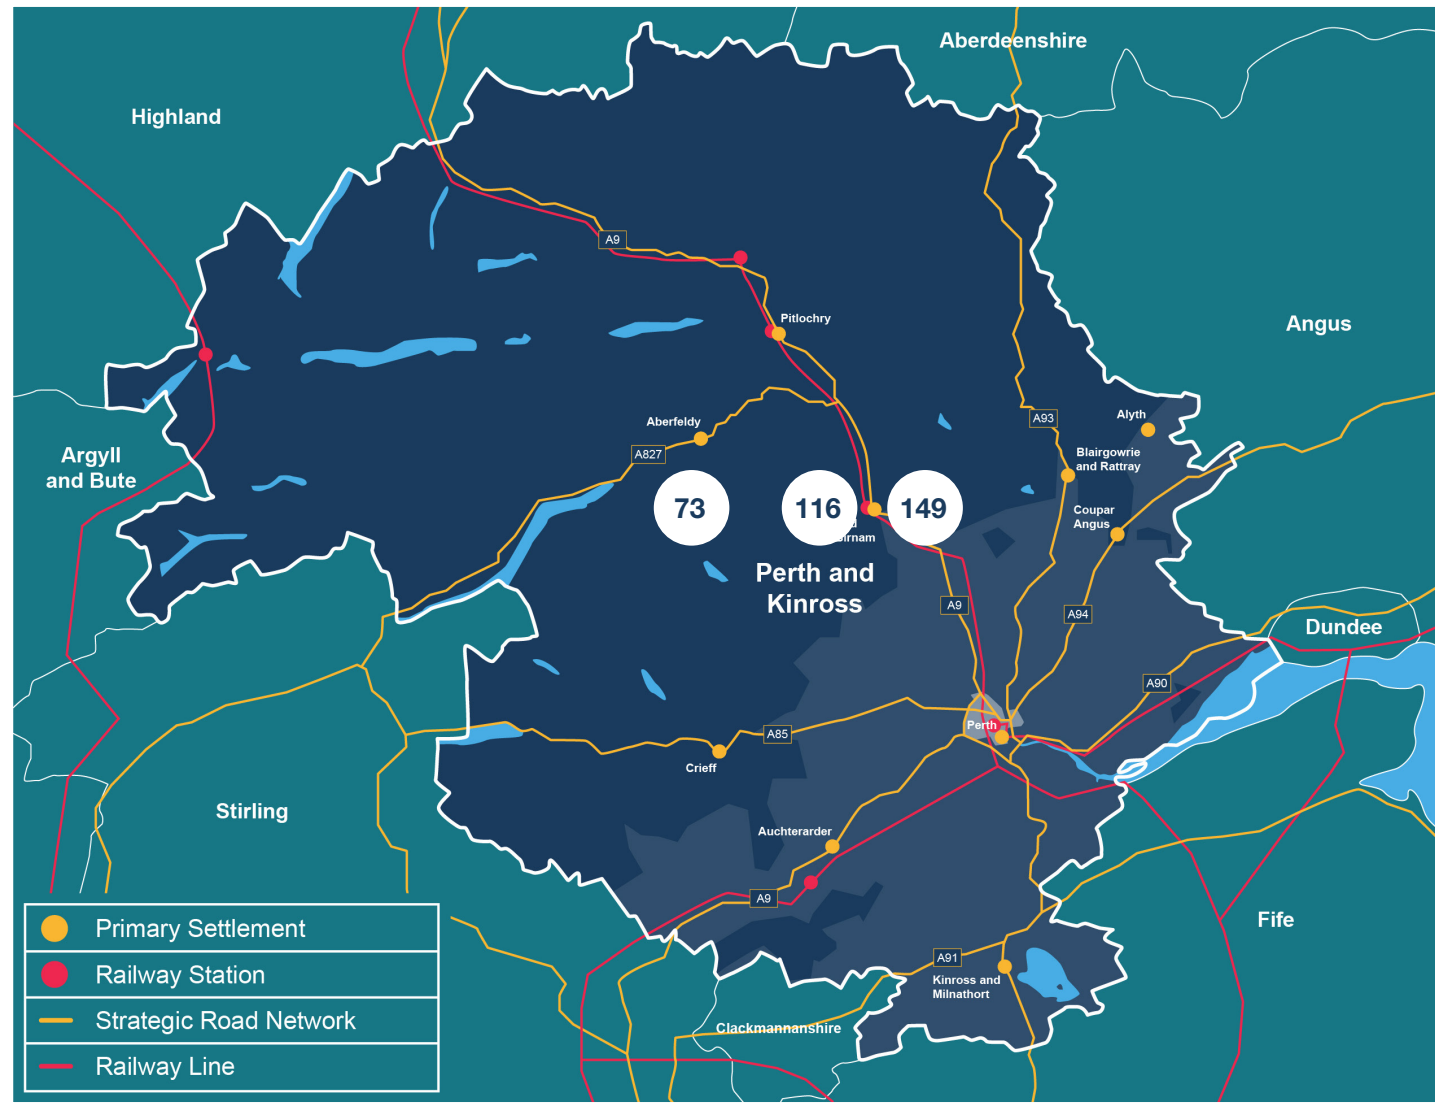 Aberdeenshire
Highland
A9
Pitlochry
Angus
Aberfeldy
A93
Alyth
Argyll
and Bute
A827
Blairgowrie
and Rattray
73
116
149
Coupar
Angus
Perth and
Kinross
A9
A94
Dundee
A90
Perth
A85
Crieff
Stirling
Auchterarder
A9
Fife
A91
Kinross and
Milnathort
Clackmannanshire
Primary Settlement
Railway Station
Strategic Road Network
Railway Line